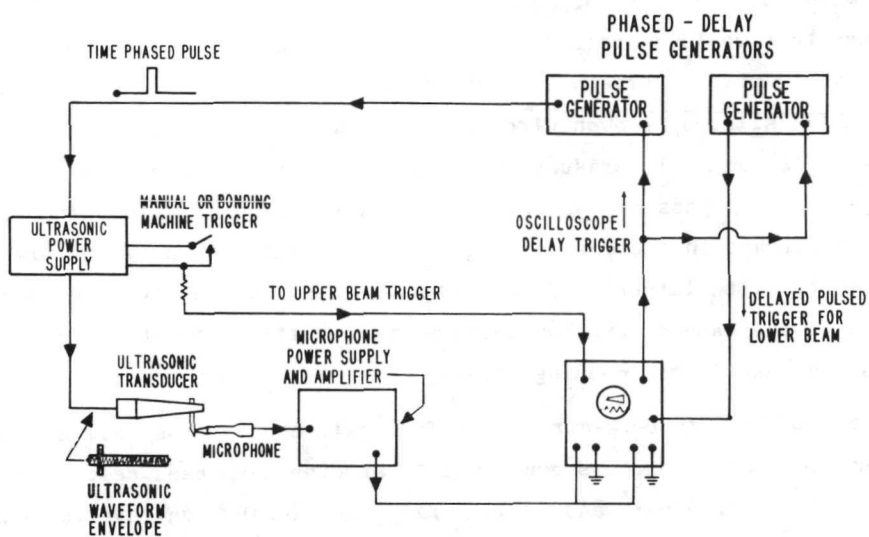 PHASED - DELAY
PULSE GENERATORS
TIME PHASED PULSE
PULSE
GENERATOR
PULSE
GENERATOR
MANUAL OR BONDING
MACHINE TRIGGER
ULTRASONIC
POWER
SUPPLY
OSCILLOSCOPE
DELAY TRIGGER
TO UPPER BEAM TRIGGER
DELAYED PULSED
TRIGGER FOR
LOWER BEAM
MICROPHONE
POWER SUPPLY
AND AMPLIFIER
ULTRASONIC
TRANSDUCER
MICROPHONE
ULTRASONIC
WAVEFORM
ENVELOPE